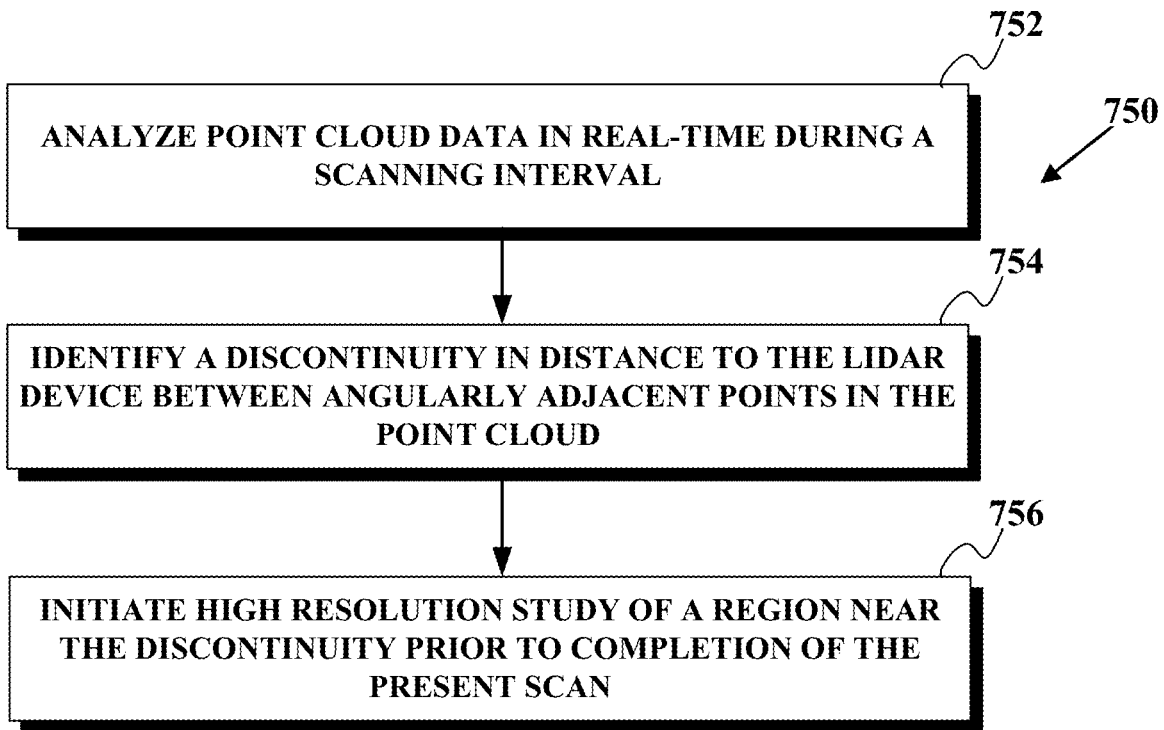 752
750
ANALYZE POINT CLOUD DATA IN REAL-TIME DURING A
SCANNING INTERVAL
754
IDENTIFY A DISCONTINUITY IN DISTANCE TO THE LIDAR
DEVICE BETWEEN ANGULARLY ADJACENT POINTS IN THE
POINT CLOUD
756
INITIATE HIGH RESOLUTION STUDY OF A REGION NEAR
THE DISCONTINUITY PRIOR TO COMPLETION OF THE
PRESENT SCAN